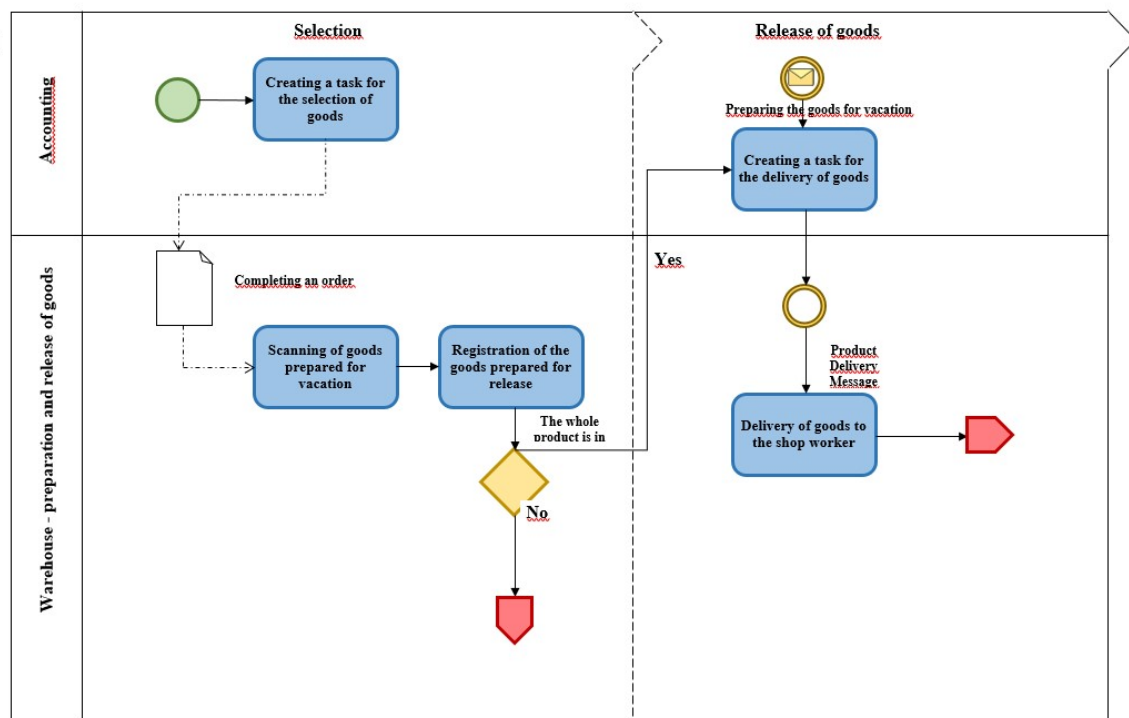 Selection
Release of goods
Accounting
Creating a task for
the selection of
goods
Preparing the goods for vacation
Creating a task for
the delivery of goods
Warehouse - preparation and release of goods
Completing an order
Yes
Scanning of goods
prepared for
vacation
Registration of the
goods prepared for
release
The whole
product is in
No
Product
Delivery
Message
Delivery of goods to
the shop worker